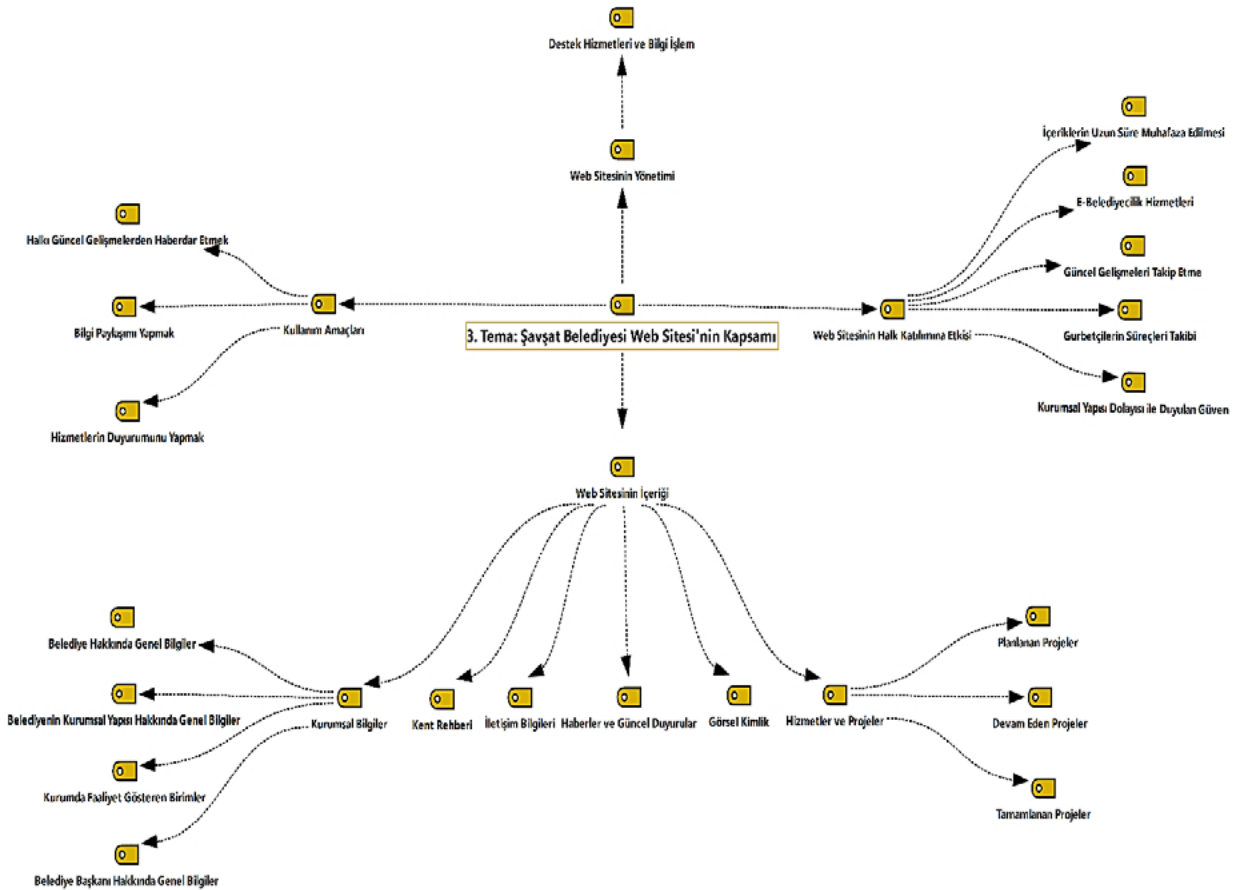 Destek Hizmetleri ve Bilgi İşlem
Web Sitesinin Yönetimi
İçeriklerin Uzun Süre Muhafaza Edilmesi
E-Belediyecilik Hizmetleri
Güncel Gelişmeleri Takip Etme
Gurbetçilerin Süreçleri Takibi
Kurumsal Yapısı Dolayısı ile Duyulan Güven
Web Sitesinin Halk Katılımına Etkisi
Halkı Güncel Gelişmelerden Haberdar Etmek
Bilgi Paylaşımı Yapmak
Hizmetlerin Duyurumunu Yapmak
Kullanım Amaçları
3. Tema: Şavşat Belediyesi Web Sitesi'nin Kapsamı
Web Sitesinin İçeriği
Belediye Hakkında Genel Bilgiler
Belediyenin Kurumsal Yapısı Hakkında Genel Bilgiler
Kurumda Faaliyet Gösteren Birimler
Belediye Başkanı Hakkında Genel Bilgiler
Kurumsal Bilgiler
Kent Rehberi
İletişim Bilgileri
Haberler ve Güncel Duyurular
Görsel Kimlik
Hizmetler ve Projeler
Planlanan Projeler
Devam Eden Projeler
Tamamlanan Projeler